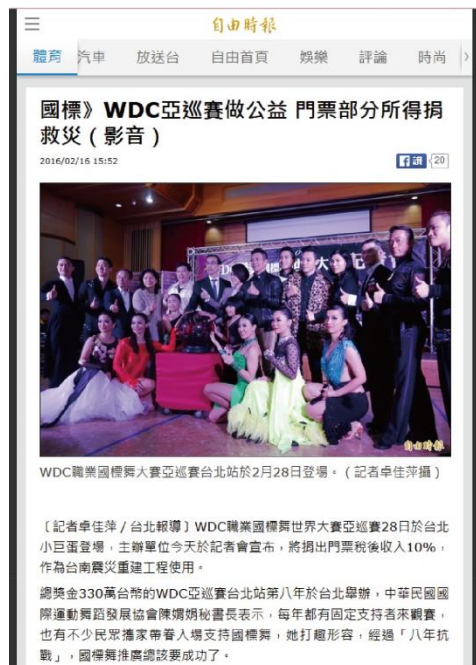 自由時報
體育 汽車 放送台 自由首頁 娛樂 評論 時尚
國標》WDC亞巡賽做公益 門票部分所得捐
救災（影音）
2016/02/16 15:52
讚 20
大 記者
自由時報
WDC職業國標舞大賽亞巡賽台北站於2月28日登場。（記者卓佳萍攝）
〔記者卓佳萍／台北報導〕WDC職業國標舞世界大賽亞巡賽28日於台北
小巨蛋登場，主辦單位今天於記者會宣布，將捐出門票稅後收入10%，
作為台南震災重建工程使用。
總獎金330萬台幣的WDC亞巡賽台北站第八年於台北舉辦，中華民國國
際運動舞蹈發展協會陳嫺嫺秘書長表示，每年都有固定支持者來觀賽，
也有不少民眾攜家帶眷入場支持國標舞，她打趣形容，經過「八年抗
戰」，國標舞推廣總該要成功了。